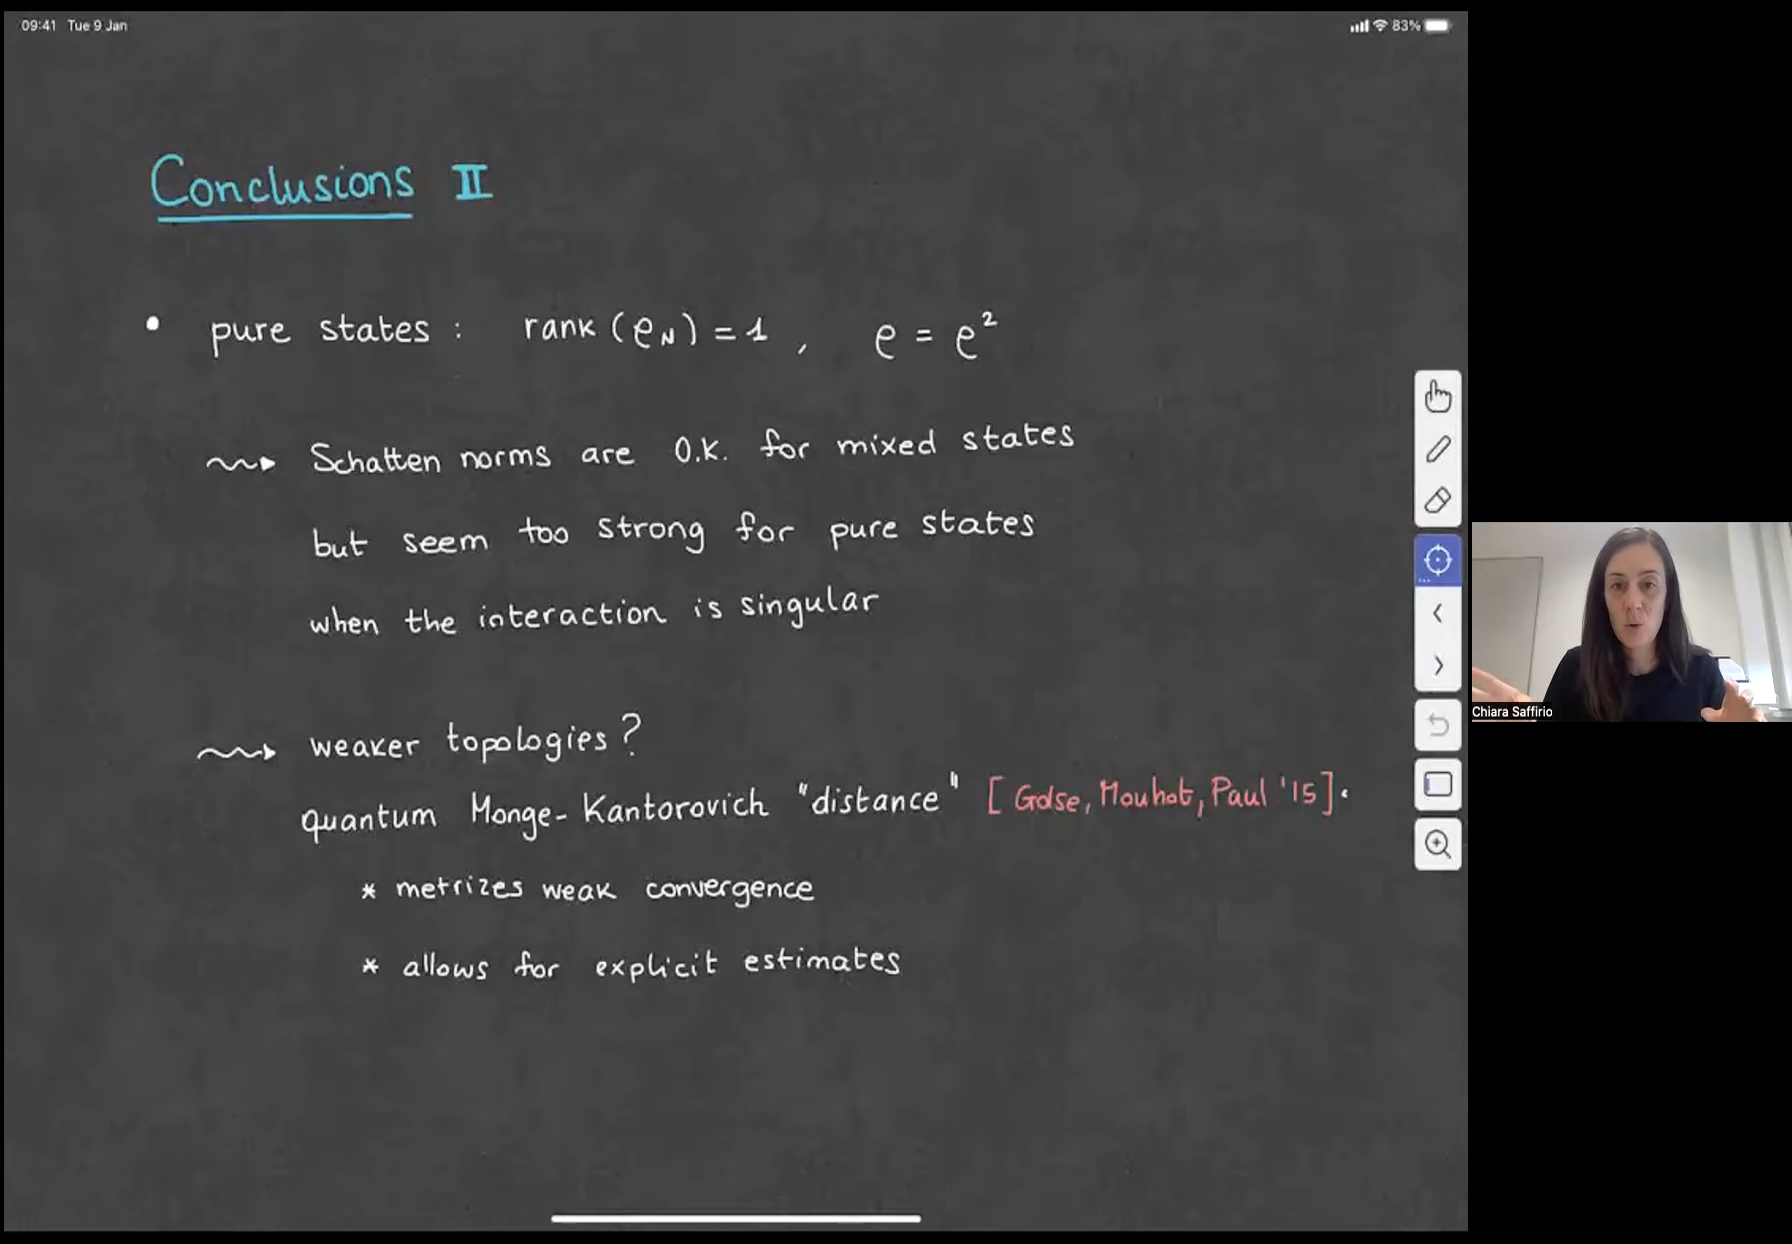 09:41 Tue 9 Jan
83%
Conclusions II
• pure states : rank (ρ_N) = 1 , ρ = ρ²
⇝ Schatten norms are O.K. for mixed states
but seem too strong for pure states
when the interaction is singular
⇝ weaker topologies ?
quantum Monge-Kantorovich "distance" [Golse, Mouhot, Paul '15].
* metrizes weak convergence
* allows for explicit estimates
Chiara Saffirio